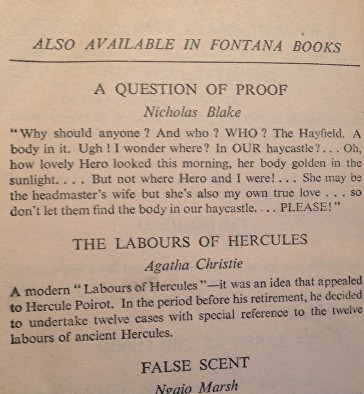 ALSO AVAILABLE IN FONTANA BOOKS
A QUESTION OF PROOF
Nicholas Blake
“Why should anyone? And who? WHO? The Hayfield. A
body in it. Ugh! I wonder where? In OUR haycastle?... Oh,
how lovely Hero looked this morning, her body golden in the
sunlight. . . . But not where Hero and I were!... She may be
the headmaster's wife but she's also my own true love . . . so
don't let them find the body in our haycastle. . . . PLEASE!”
THE LABOURS OF HERCULES
Agatha Christie
A modern “Labours of Hercules”—it was an idea that appealed
to Hercule Poirot. In the period before his retirement, he decided
to undertake twelve cases with special reference to the twelve
labours of ancient Hercules.
FALSE SCENT
Ngaio Marsh